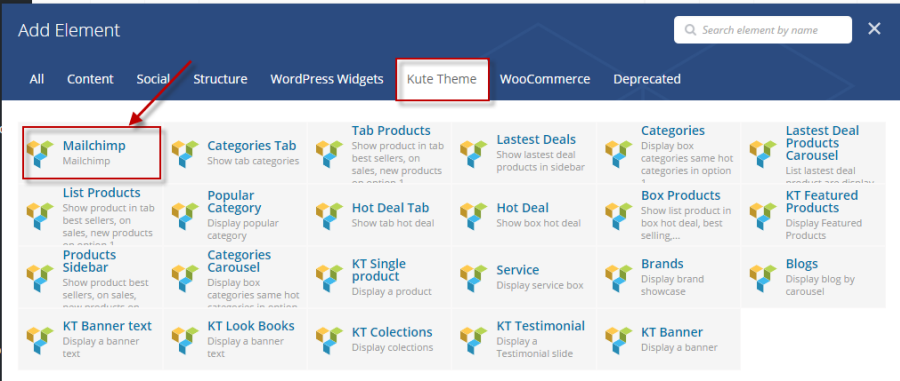 Add Element
Search element by name
All Content Social Structure WordPress Widgets Kute Theme WooCommerce Deprecated
Mailchimp
Mailchimp
Categories Tab
Show tab categories
Tab Products
Show product in tab
best sellers, on
sales, new products
on option 1
Lastest Deals
Show lastest deal
products in sidebar
Categories
Display box
categories same hot
categories in option
Lastest Deal
Products
Carousel
List lastest deal
product are display
List Products
Show product in tab
best sellers, on
sales, new products
on option 1
Popular
Category
Display popular
category
Hot Deal Tab
Show tab hot deal
Hot Deal
Show box hot deal
Box Products
Show list product in
box hot deal, best
selling,...
KT Featured
Products
Display Featured
Products
Products
Sidebar
Show product best
sellers, on sales,
new products on
Categories
Carousel
Display box
categories same hot
categories in option
KT Single
product
Display a product
Service
Display service box
Brands
Display brand
showcase
Blogs
Display blog by
carousel
KT Banner text
Display a banner
text
KT Look Books
Display a banner
text
KT Colections
Display colections
KT Testimonial
Display a
Testimonial slide
KT Banner
Display a banner